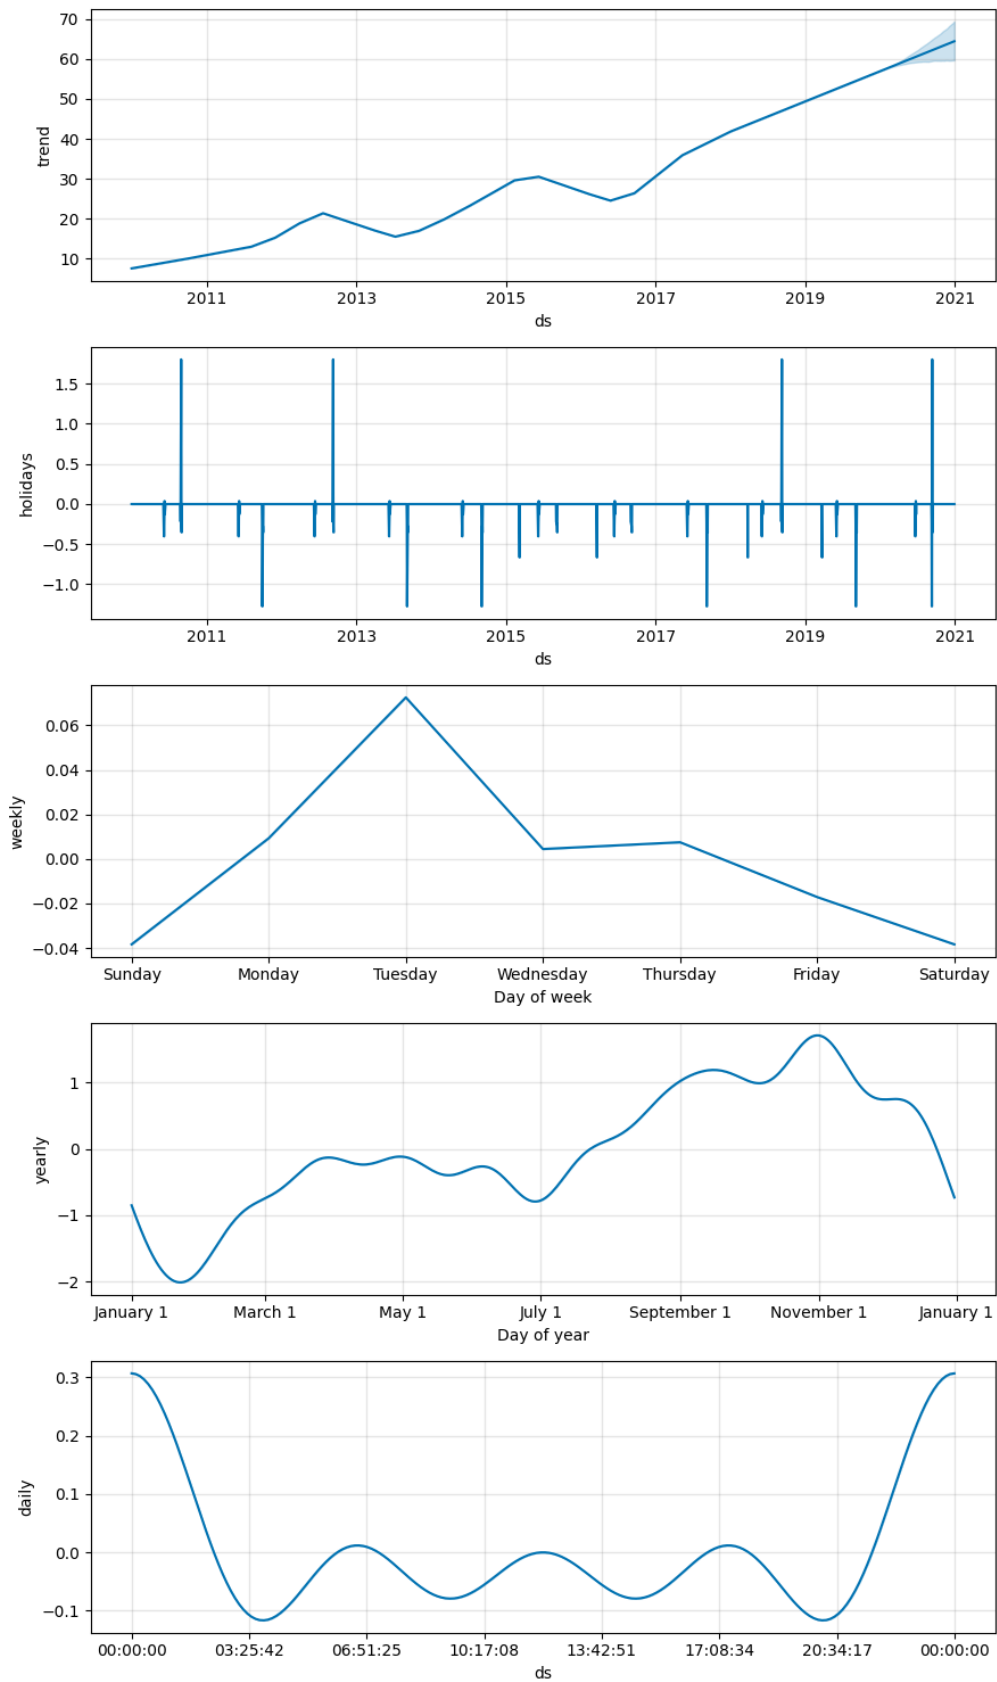 70
60
50
40
30
20
10
trend
2011 2013 2015 2017 2019 2021
ds
1.5
1.0
0.5
0.0
−0.5
−1.0
holidays
2011 2013 2015 2017 2019 2021
ds
0.06
0.04
0.02
0.00
−0.02
−0.04
weekly
Sunday Monday Tuesday Wednesday Thursday Friday Saturday
Day of week
1
0
−1
−2
yearly
January 1 March 1 May 1 July 1 September 1 November 1 January 1
Day of year
0.3
0.2
0.1
0.0
−0.1
daily
00:00:00 03:25:42 06:51:25 10:17:08 13:42:51 17:08:34 20:34:17 00:00:00
ds